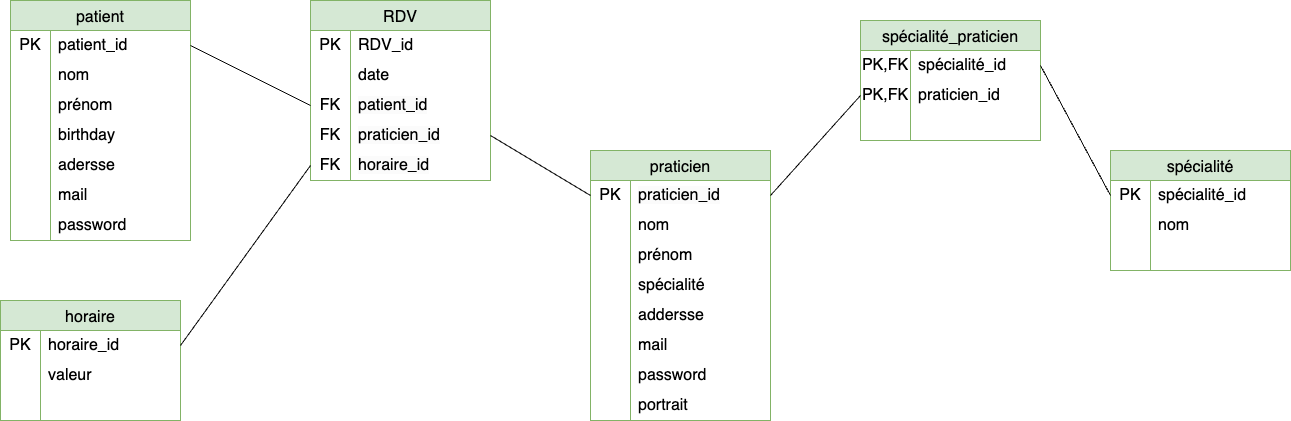 patient
PK patient_id
nom
prénom
birthday
adersse
mail
password
RDV
PK RDV_id
date
FK patient_id
FK praticien_id
FK horaire_id
spécialité_praticien
PK,FK spécialité_id
PK,FK praticien_id
praticien
PK praticien_id
nom
prénom
spécialité
addersse
mail
password
portrait
spécialité
PK spécialité_id
nom
horaire
PK horaire_id
valeur